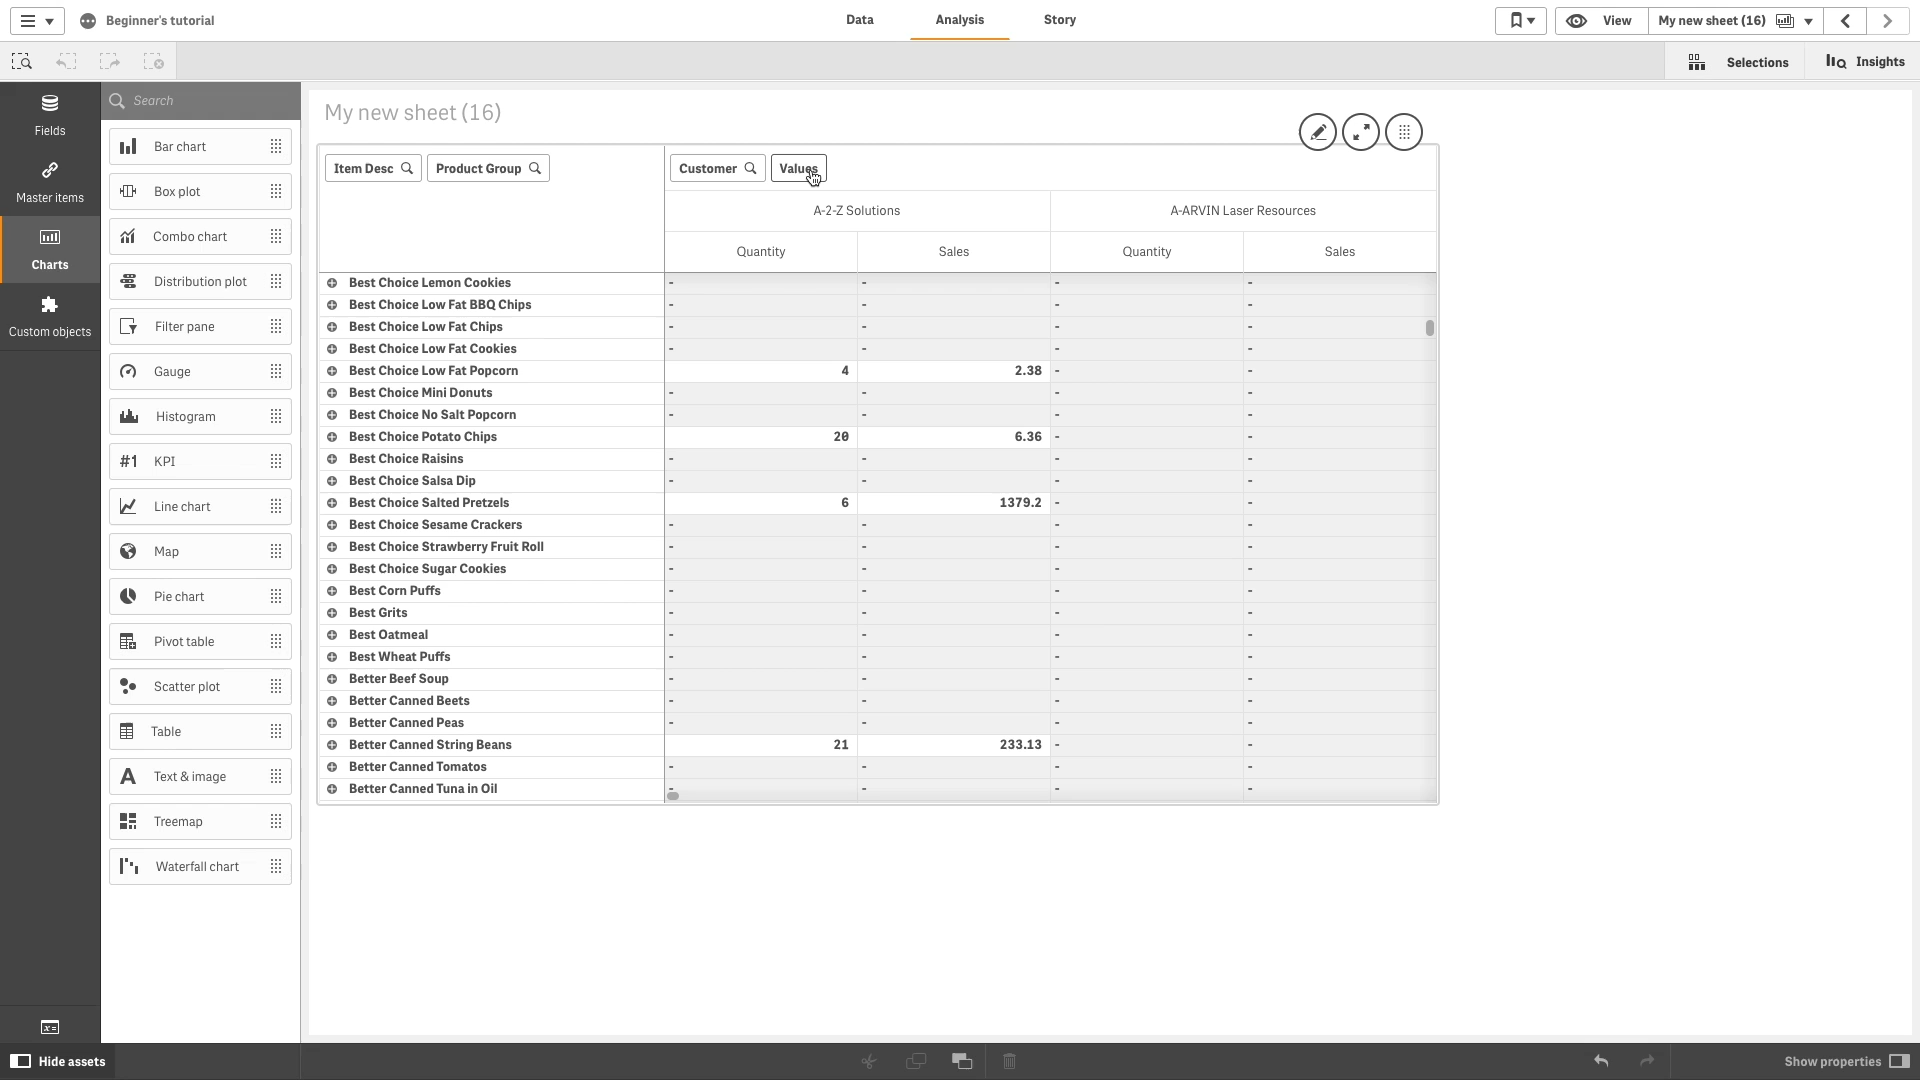 Beginner's tutorial
Data
Analysis
Story
View
My new sheet (16)
Selections
Insights
Fields
Master items
Charts
Custom objects
Search
Bar chart
Box plot
Combo chart
Distribution plot
Filter pane
Gauge
Histogram
#1 KPI
Line chart
Map
Pie chart
Pivot table
Scatter plot
Table
A Text & image
Treemap
Waterfall chart
My new sheet (16)
Item Desc
Product Group
Customer
Values
A-2-Z Solutions
A-ARVIN Laser Resources
Quantity
Sales
Quantity
Sales
Best Choice Lemon Cookies - - - -
Best Choice Low Fat BBQ Chips - - - -
Best Choice Low Fat Chips - - - -
Best Choice Low Fat Cookies - - - -
Best Choice Low Fat Popcorn 4 2.38 - -
Best Choice Mini Donuts - - - -
Best Choice No Salt Popcorn - - - -
Best Choice Potato Chips 20 6.36 - -
Best Choice Raisins - - - -
Best Choice Salsa Dip - - - -
Best Choice Salted Pretzels 6 1379.2 - -
Best Choice Sesame Crackers - - - -
Best Choice Strawberry Fruit Roll - - - -
Best Choice Sugar Cookies - - - -
Best Corn Puffs - - - -
Best Grits - - - -
Best Oatmeal - - - -
Best Wheat Puffs - - - -
Better Beef Soup - - - -
Better Canned Beets - - - -
Better Canned Peas - - - -
Better Canned String Beans 21 233.13 - -
Better Canned Tomatos - - - -
Better Canned Tuna in Oil - - - -
Hide assets
Show properties